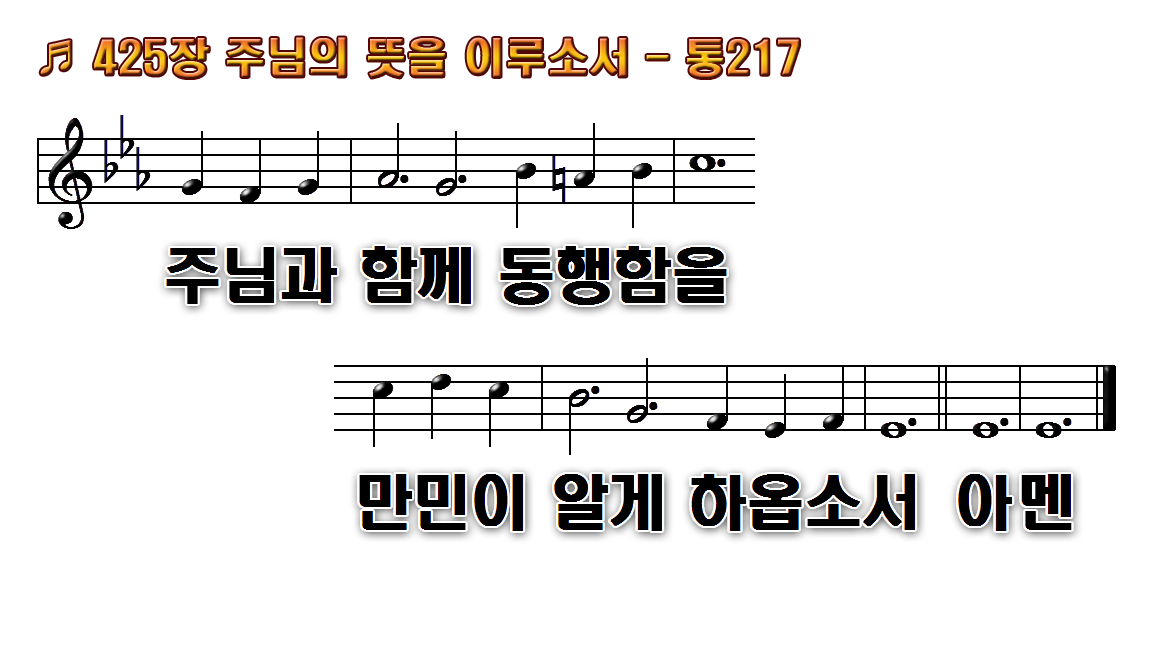 ♬ 425장 주님의 뜻을 이루소서 - 통217
주님과 함께 동행함을
만민이 알게 하옵소서 아멘